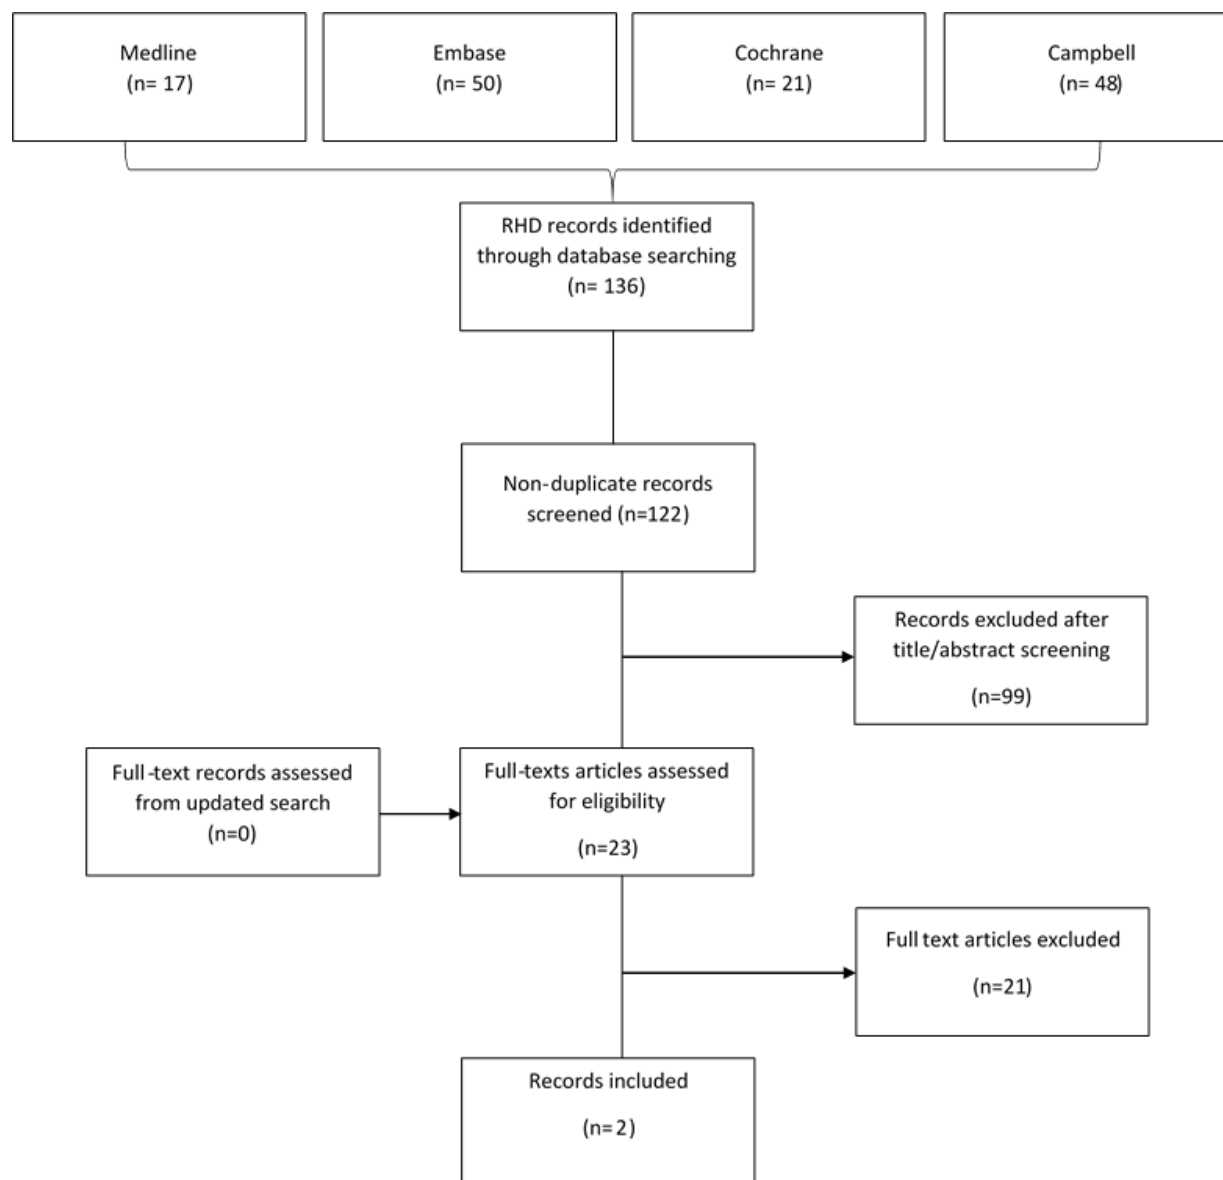 Medline
(n= 17)
Embase
(n= 50)
Cochrane
(n= 21)
Campbell
(n= 48)
RHD records identified
through database searching
(n= 136)
Non-duplicate records
screened (n=122)
Records excluded after
title/abstract screening
(n=99)
Full-text records assessed
from updated search
(n=0)
Full-texts articles assessed
for eligibility
(n=23)
Full text articles excluded
(n=21)
Records included
(n=2)